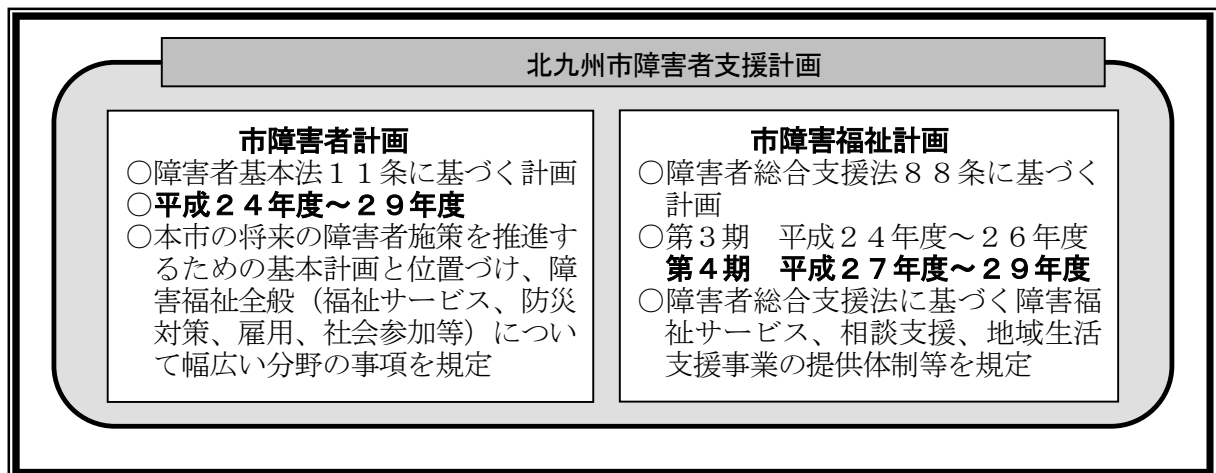 北九州市障害者支援計画
市障害者計画
○障害者基本法１１条に基づく計画
○平成２４年度～２９年度
○本市の将来の障害者施策を推進す
るための基本計画と位置づけ、障
害福祉全般（福祉サービス、防災
対策、雇用、社会参加等）につい
て幅広い分野の事項を規定
市障害福祉計画
○障害者総合支援法８８条に基づく
計画
○第３期　平成２４年度～２６年度
第４期　平成２７年度～２９年度
○障害者総合支援法に基づく障害福
祉サービス、相談支援、地域生活
支援事業の提供体制等を規定